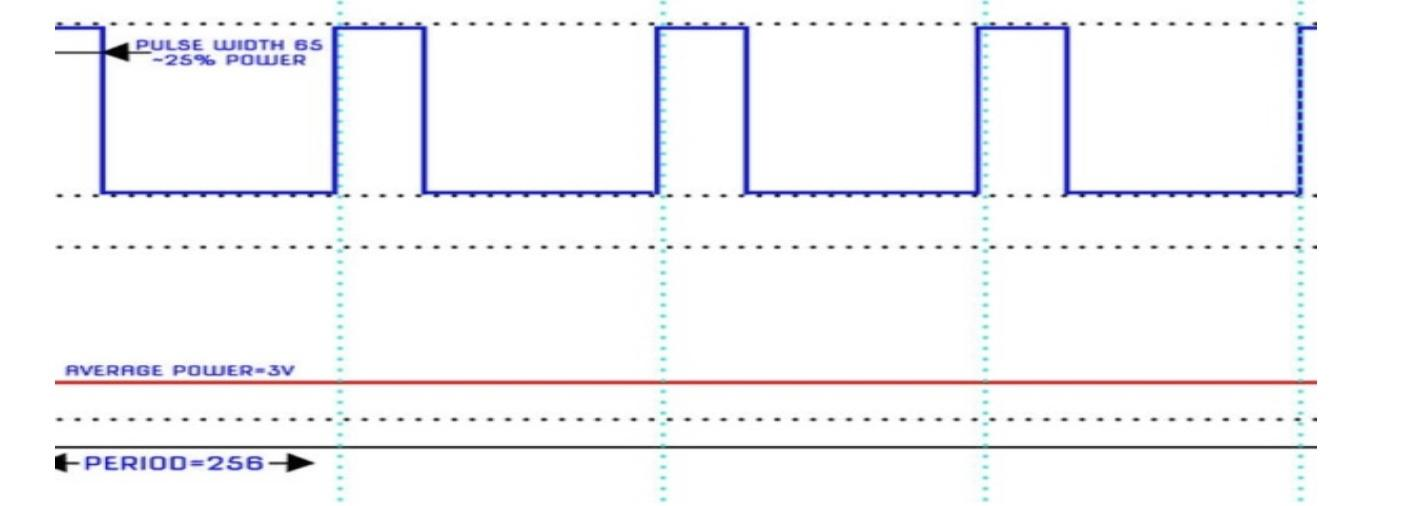 PULSE WIDTH 65
~25% POWER
AVERAGE POWER=3V
PERIOD=256